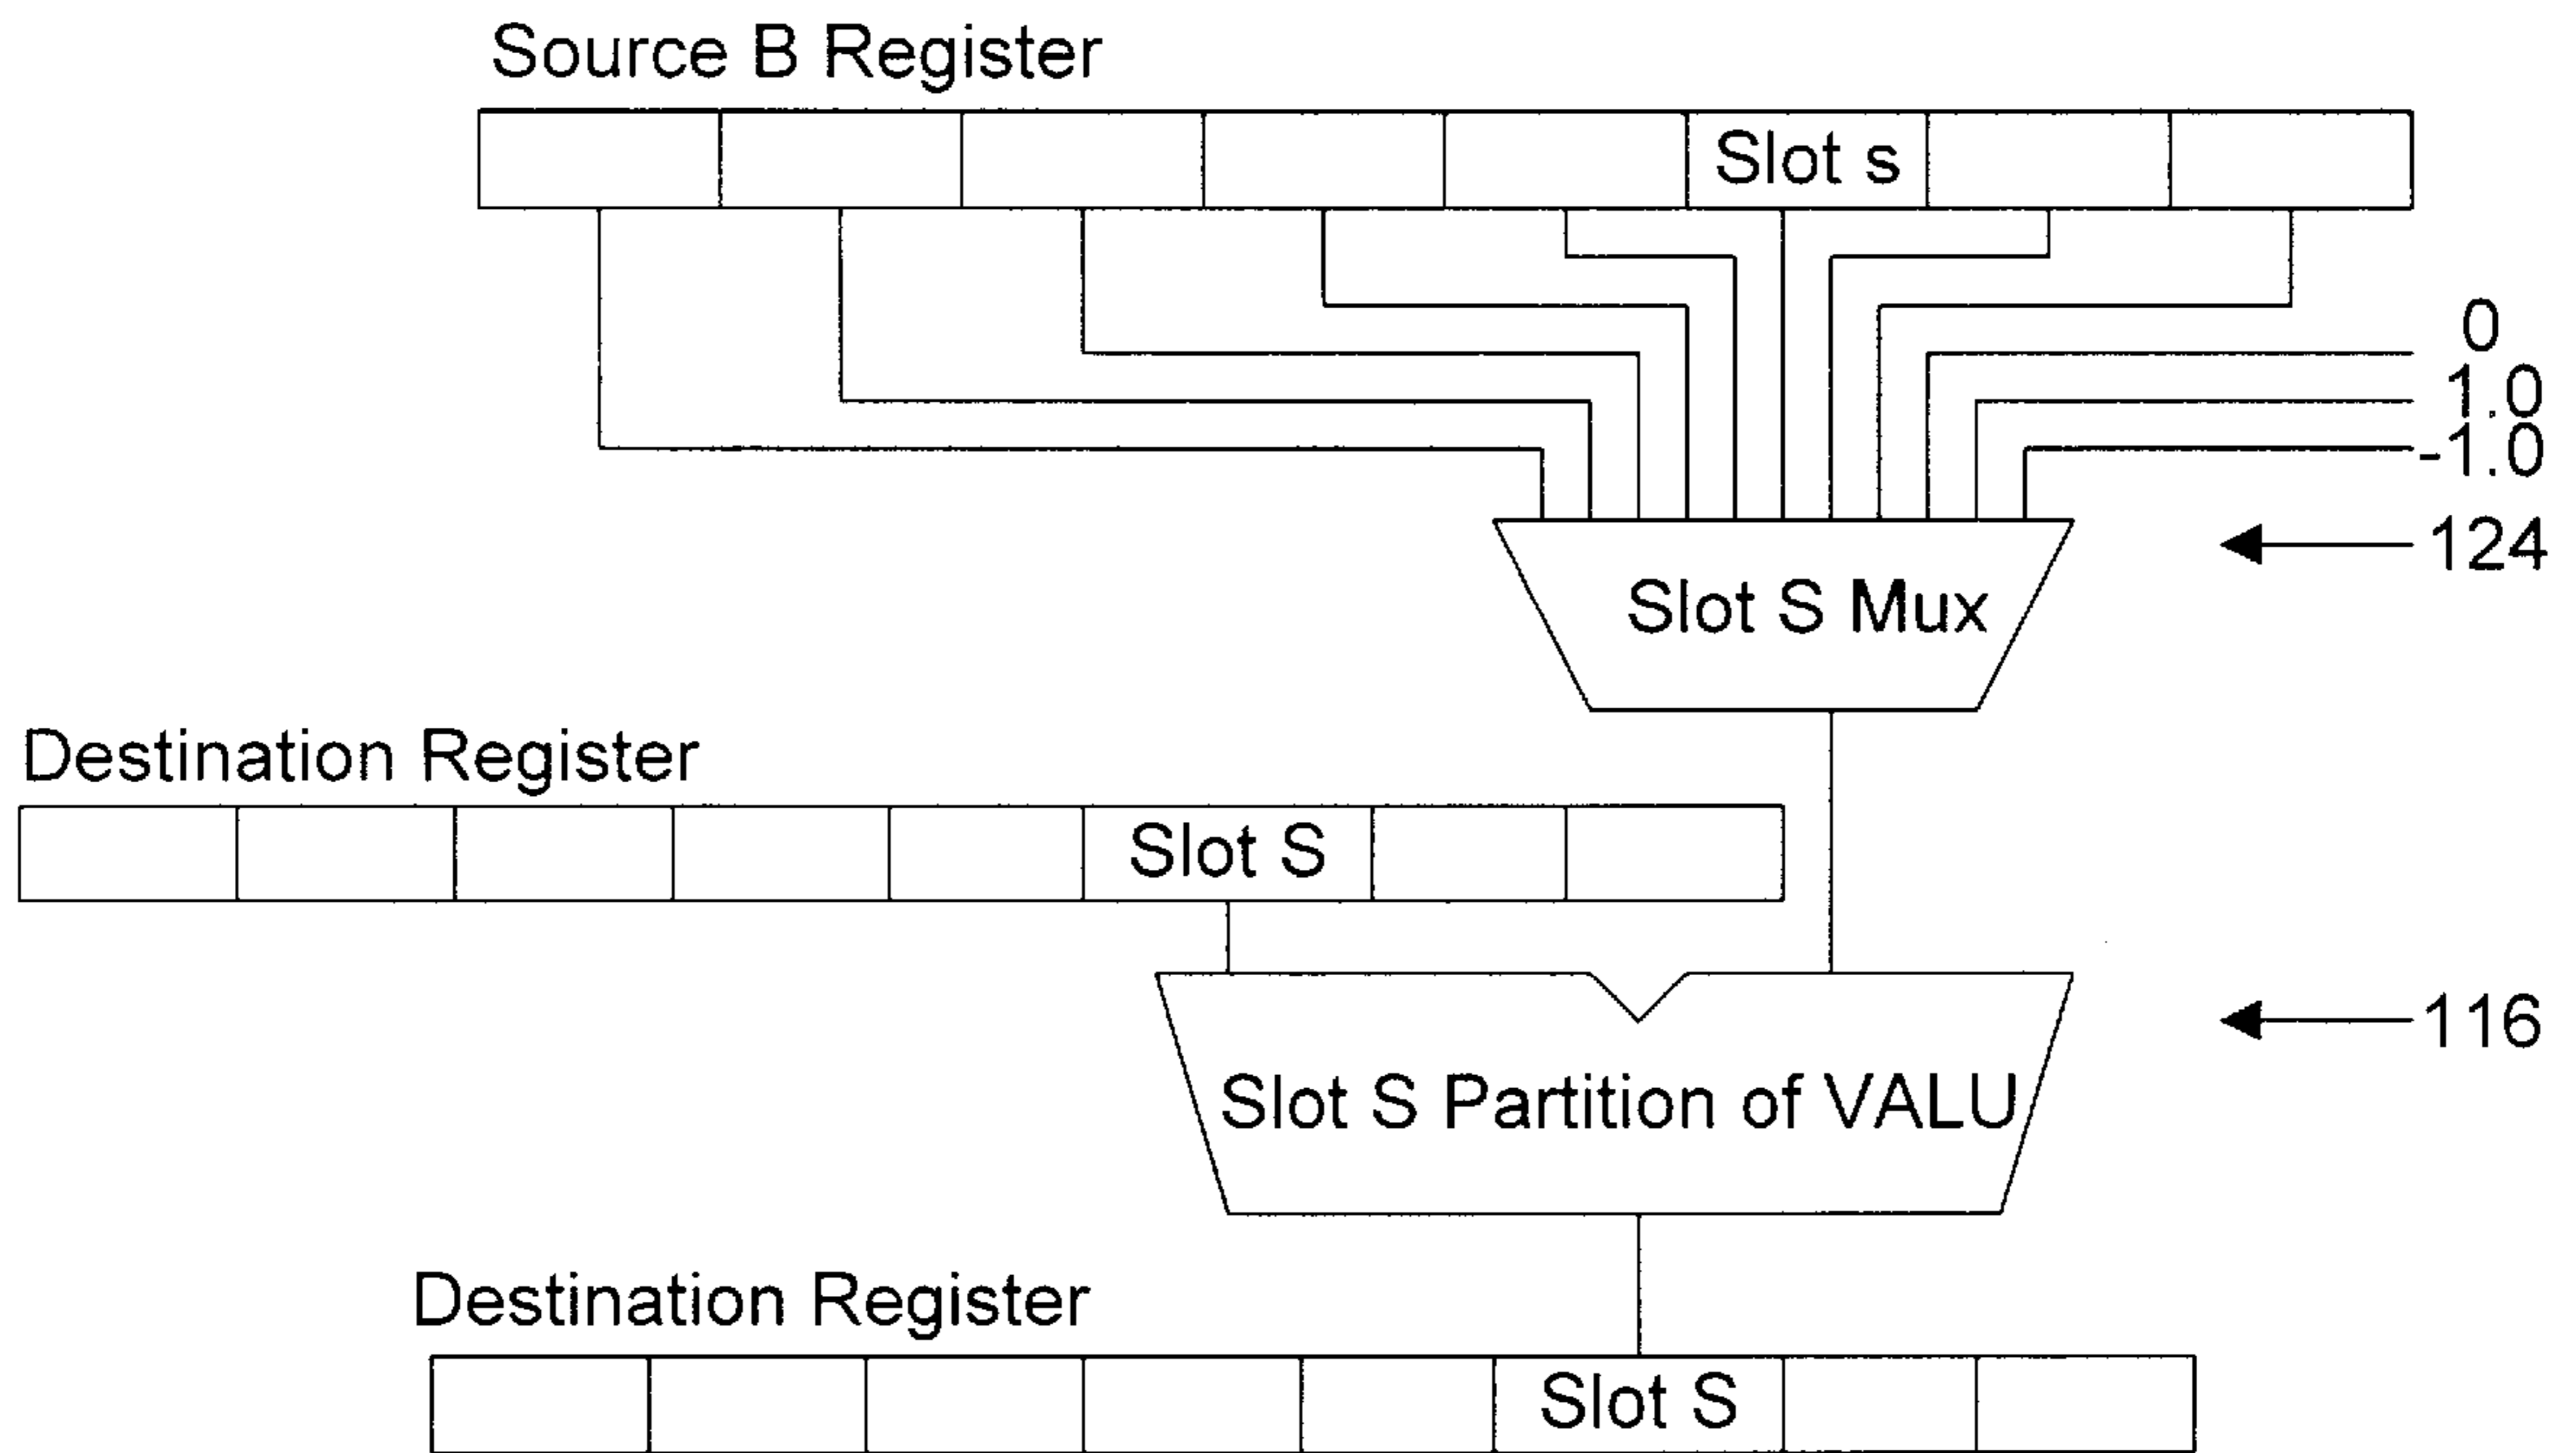 Source B Register
Slot s
0
1.0
-1.0
124
Slot S Mux
Destination Register
Slot S
116
Slot S Partition of VALU
Destination Register
Slot S